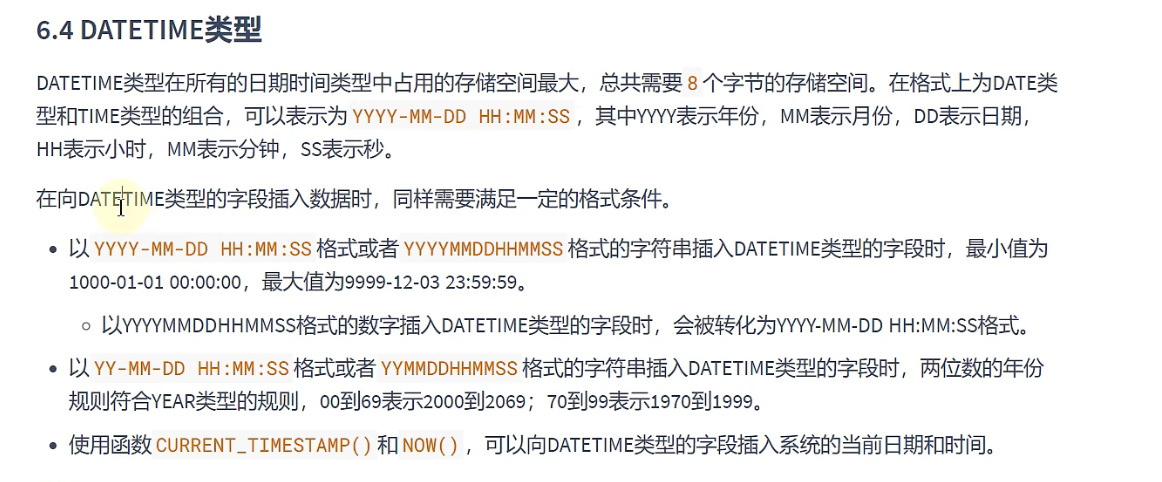 6.4 DATETIME类型
DATETIME类型在所有的日期时间类型中占用的存储空间最大，总共需要 8 个字节的存储空间。在格式上为DATE类
型和TIME类型的组合，可以表示为 YYYY-MM-DD HH:MM:SS ，其中YYYY表示年份，MM表示月份，DD表示日期，
HH表示小时，MM表示分钟，SS表示秒。
在向DATETIME类型的字段插入数据时，同样需要满足一定的格式条件。
• 以 YYYY-MM-DD HH:MM:SS 格式或者 YYYYMMDDHHMMSS 格式的字符串插入DATETIME类型的字段时，最小值为
1000-01-01 00:00:00，最大值为9999-12-03 23:59:59。
◦ 以YYYYMMDDHHMMSS格式的数字插入DATETIME类型的字段时，会被转化为YYYY-MM-DD HH:MM:SS格式。
• 以 YY-MM-DD HH:MM:SS 格式或者 YYMMDDHHMMSS 格式的字符串插入DATETIME类型的字段时，两位数的年份
规则符合YEAR类型的规则，00到69表示2000到2069；70到99表示1970到1999。
• 使用函数 CURRENT_TIMESTAMP() 和 NOW() ，可以向DATETIME类型的字段插入系统的当前日期和时间。